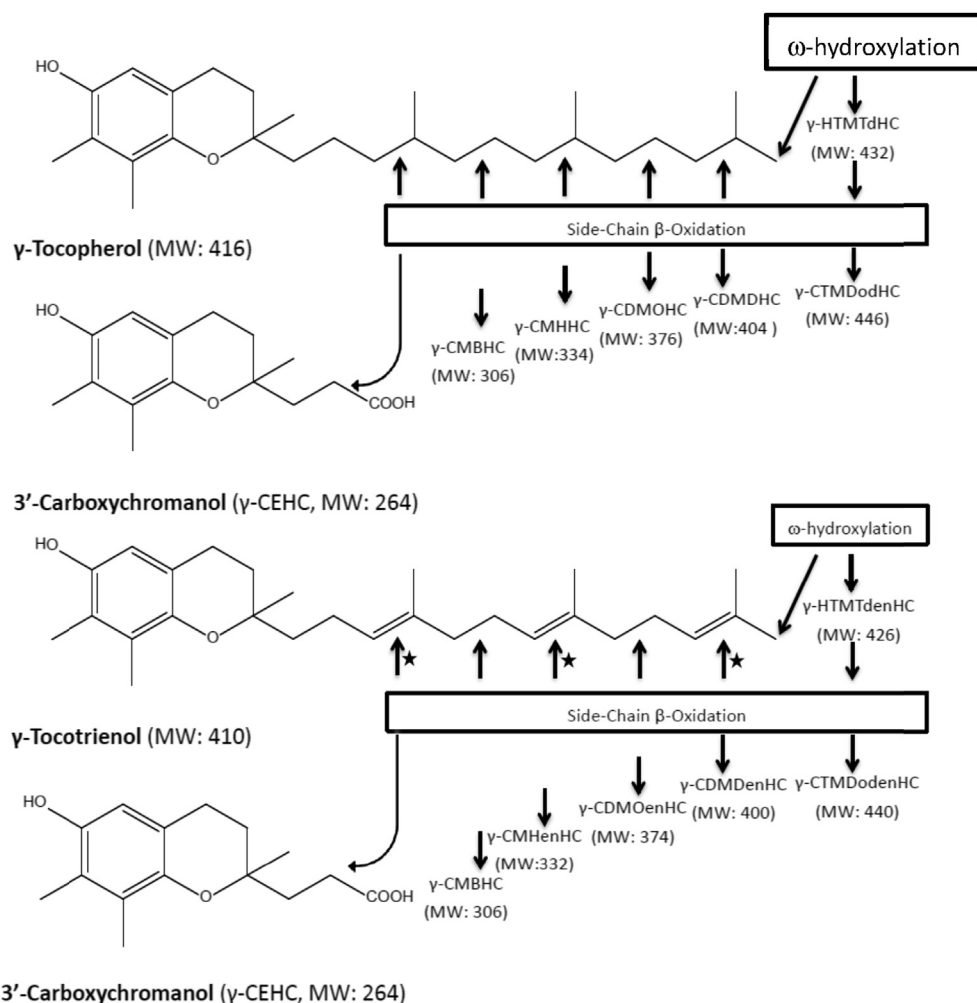 ω-hydroxylation
HO
O
γ-HTMTdHC
(MW: 432)
Side-Chain β-Oxidation
γ-Tocopherol (MW: 416)
γ-CMBHC
(MW: 306)
γ-CMHHC
(MW:334)
γ-CDMOHC
(MW: 376)
γ-CDMDHC
(MW:404 )
γ-CTMDodHC
(MW: 446)
HO
O
COOH
3'-Carboxychromanol (γ-CEHC, MW: 264)
ω-hydroxylation
HO
O
γ-HTMTdenHC
(MW: 426)
Side-Chain β-Oxidation
γ-Tocotrienol (MW: 410)
γ-CMBHC
(MW: 306)
γ-CMHenHC
(MW:332)
γ-CDMOenHC
(MW: 374)
γ-CDMDenHC
(MW: 400)
γ-CTMDodenHC
(MW: 440)
HO
O
COOH
3'-Carboxychromanol (γ-CEHC, MW: 264)